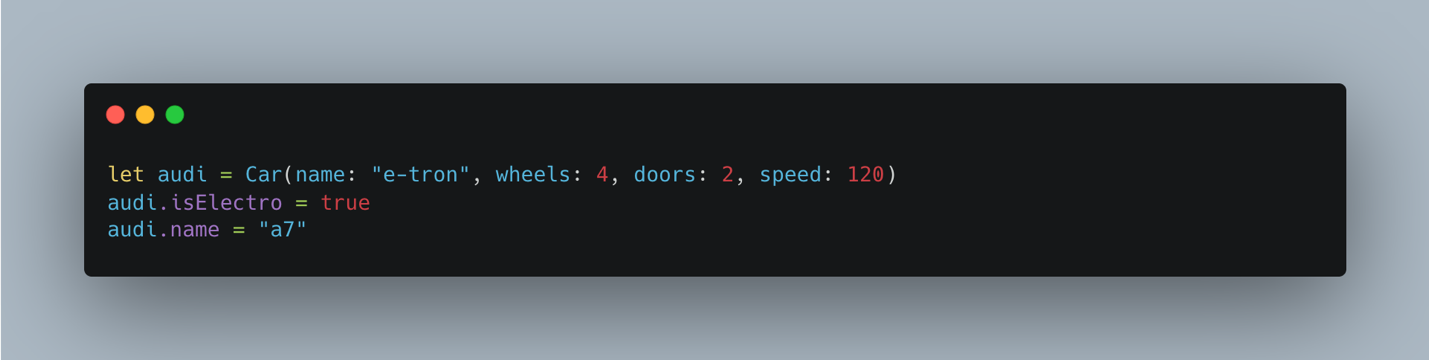 let audi = Car(name: "e-tron", wheels: 4, doors: 2, speed: 120)
audi.isElectro = true
audi.name = "a7"